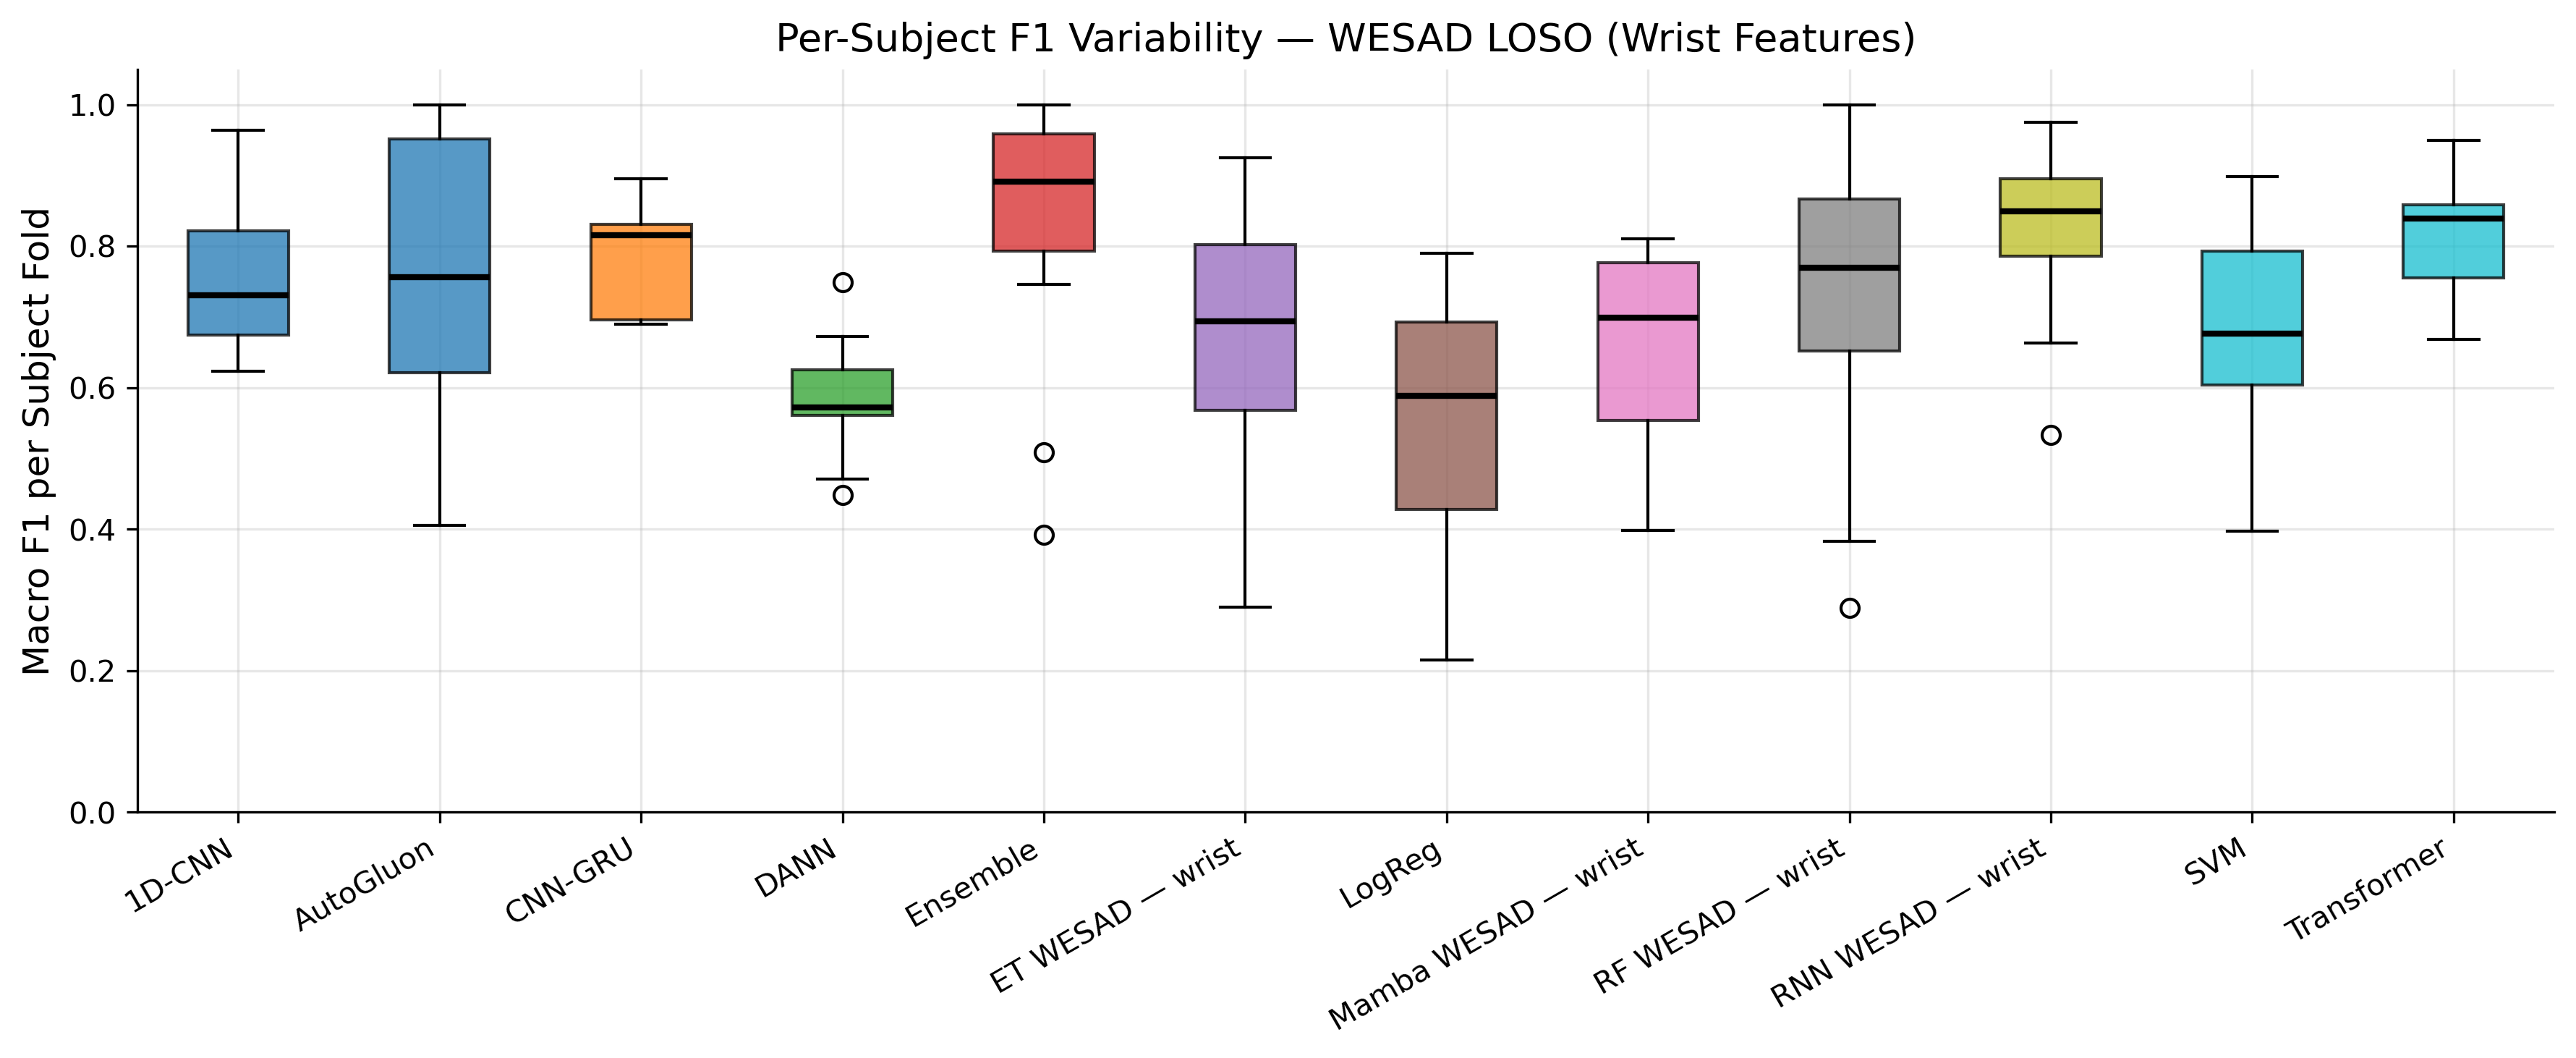 Per-Subject F1 Variability — WESAD LOSO (Wrist Features)
Macro F1 per Subject Fold
1.0
0.8
0.6
0.4
0.2
0.0
1D-CNN
AutoGluon
CNN-GRU
DANN
Ensemble
ET WESAD — wrist
LogReg
Mamba WESAD — wrist
RF WESAD — wrist
RNN WESAD — wrist
SVM
Transformer